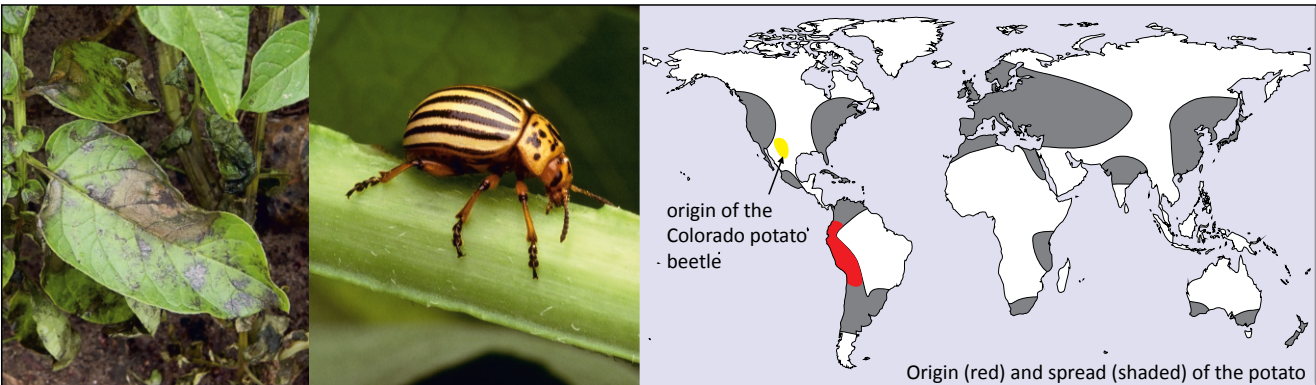 origin of the
Colorado potato
beetle
Origin (red) and spread (shaded) of the potato